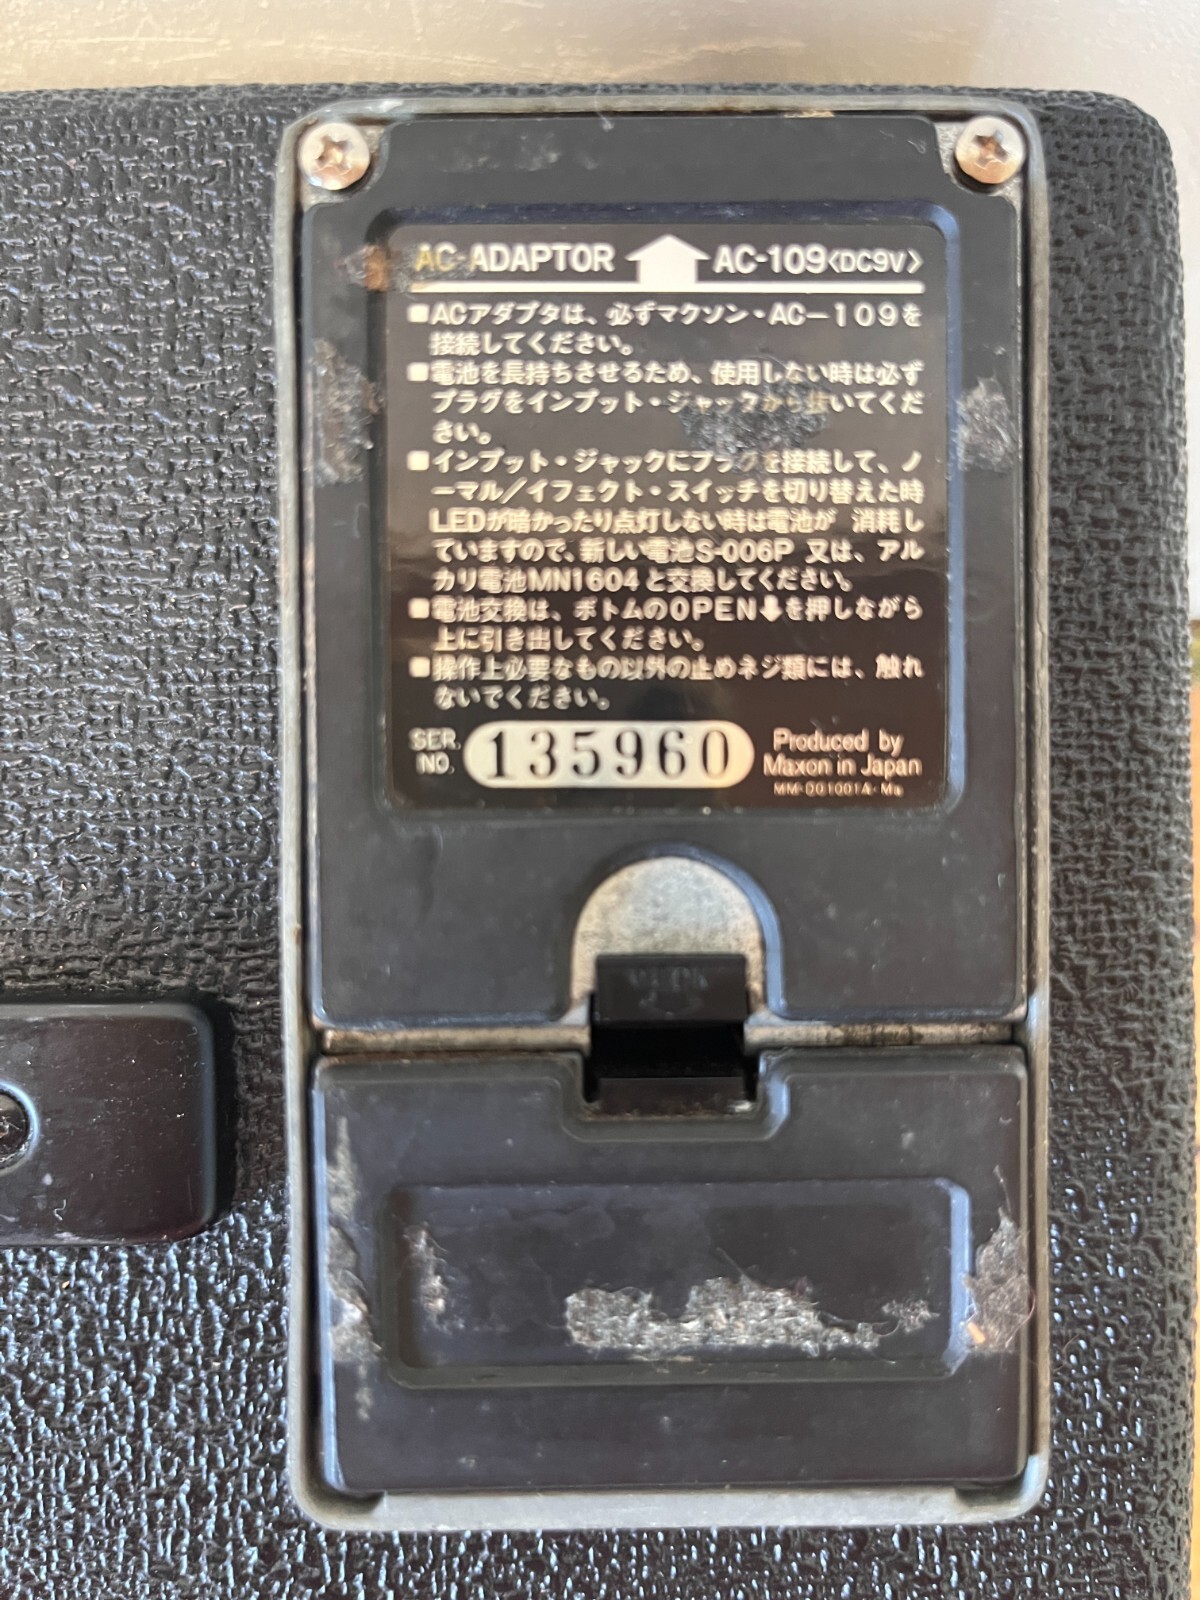 AC-ADAPTOR AC-109<DC9V>
■ACアダプタは、必ずマクソン・AC－109を
接続してください。
■電池を長持ちさせるため、使用しない時は必ず
プラグをインプット・ジャックから抜いてくだ
さい。
■インプット・ジャックにプラグを接続して、ノ
ーマル／イフェクト・スイッチを切り替えた時
LEDが暗かったり点灯しない時は電池が 消耗し
ていますので、新しい電池S-006P 又は、アル
カリ電池MN1604と交換してください。
■電池交換は、ボトムのOPEN⬇を押しながら
上に引き出してください。
■操作上必要なもの以外の止めネジ類には、触れ
ないでください。
SER. NO. 135960
Produced by
Maxon in Japan
MM-DG1001A-Ma
OPEN